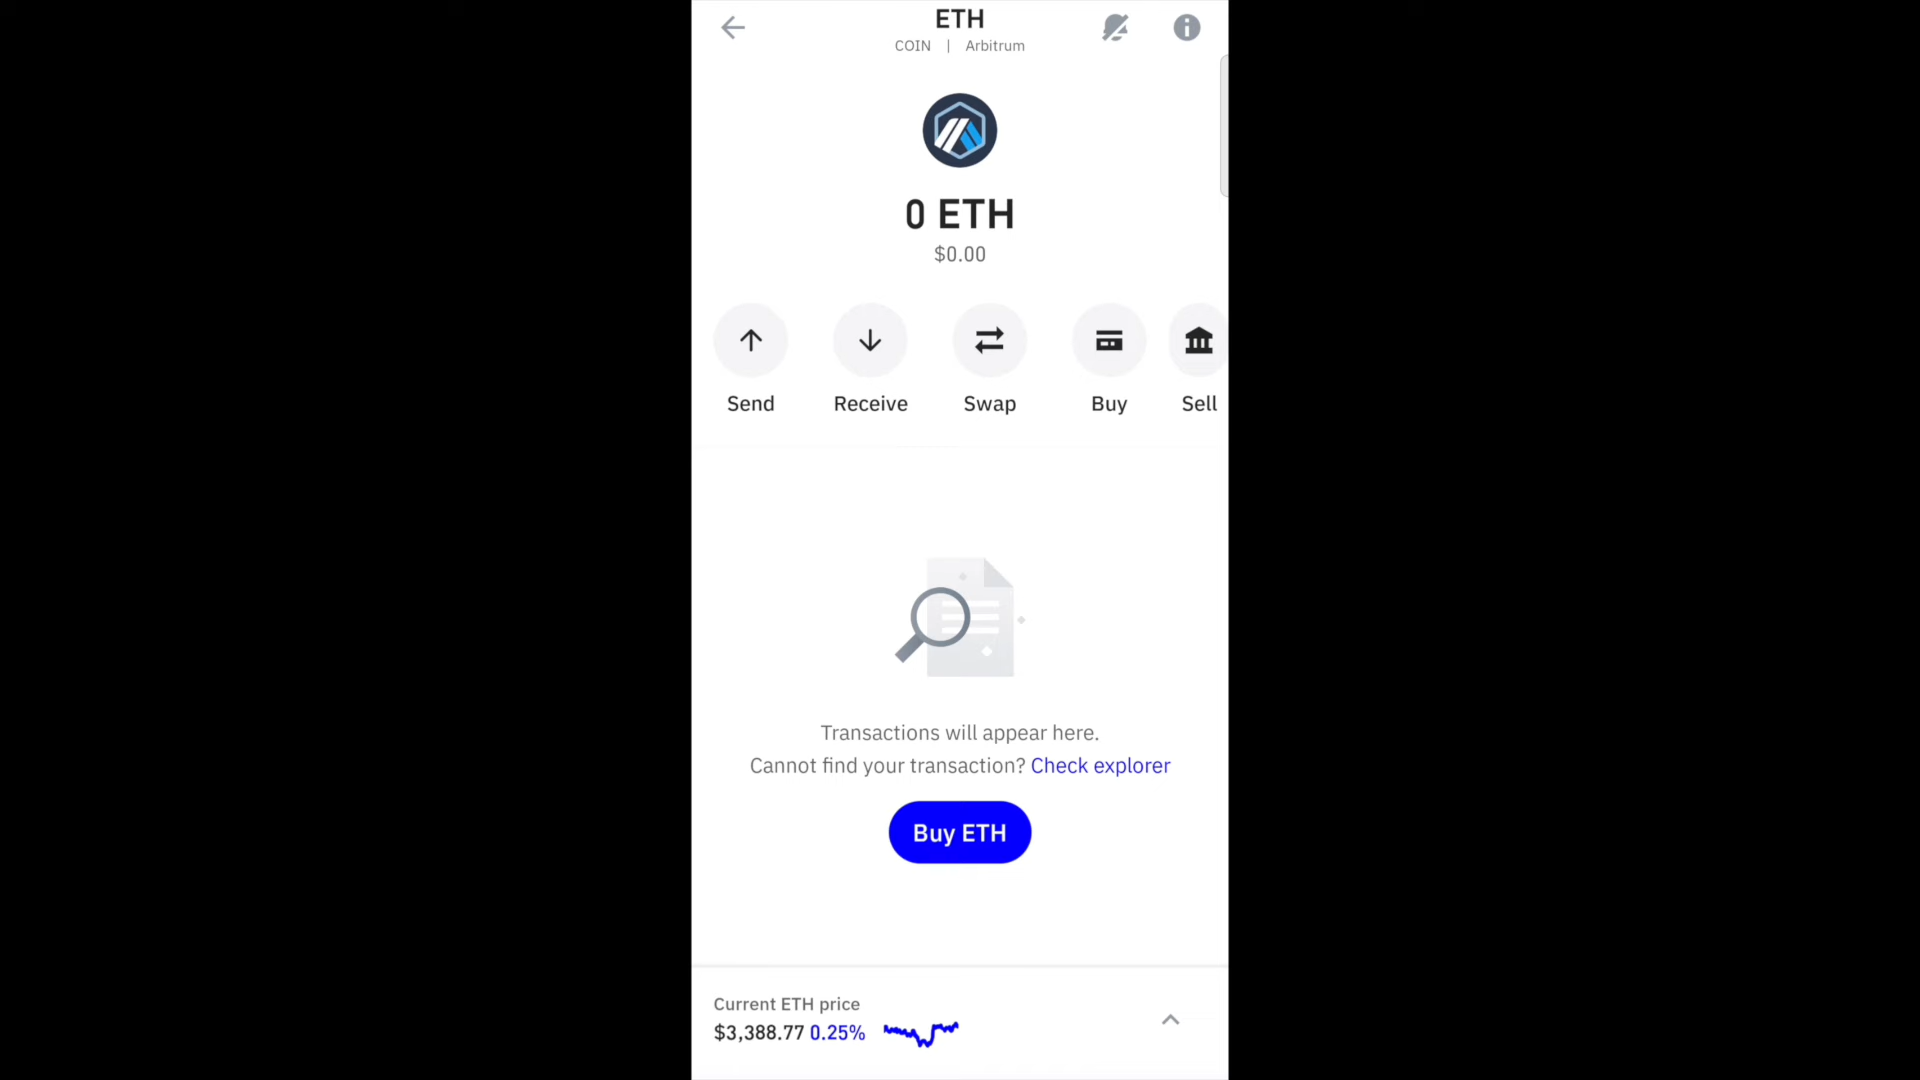 ETH
COIN | Arbitrum
0 ETH
$0.00
Send Receive Swap Buy Sell
Transactions will appear here.
Cannot find your transaction? Check explorer
Buy ETH
Current ETH price
$3,388.77 0.25%